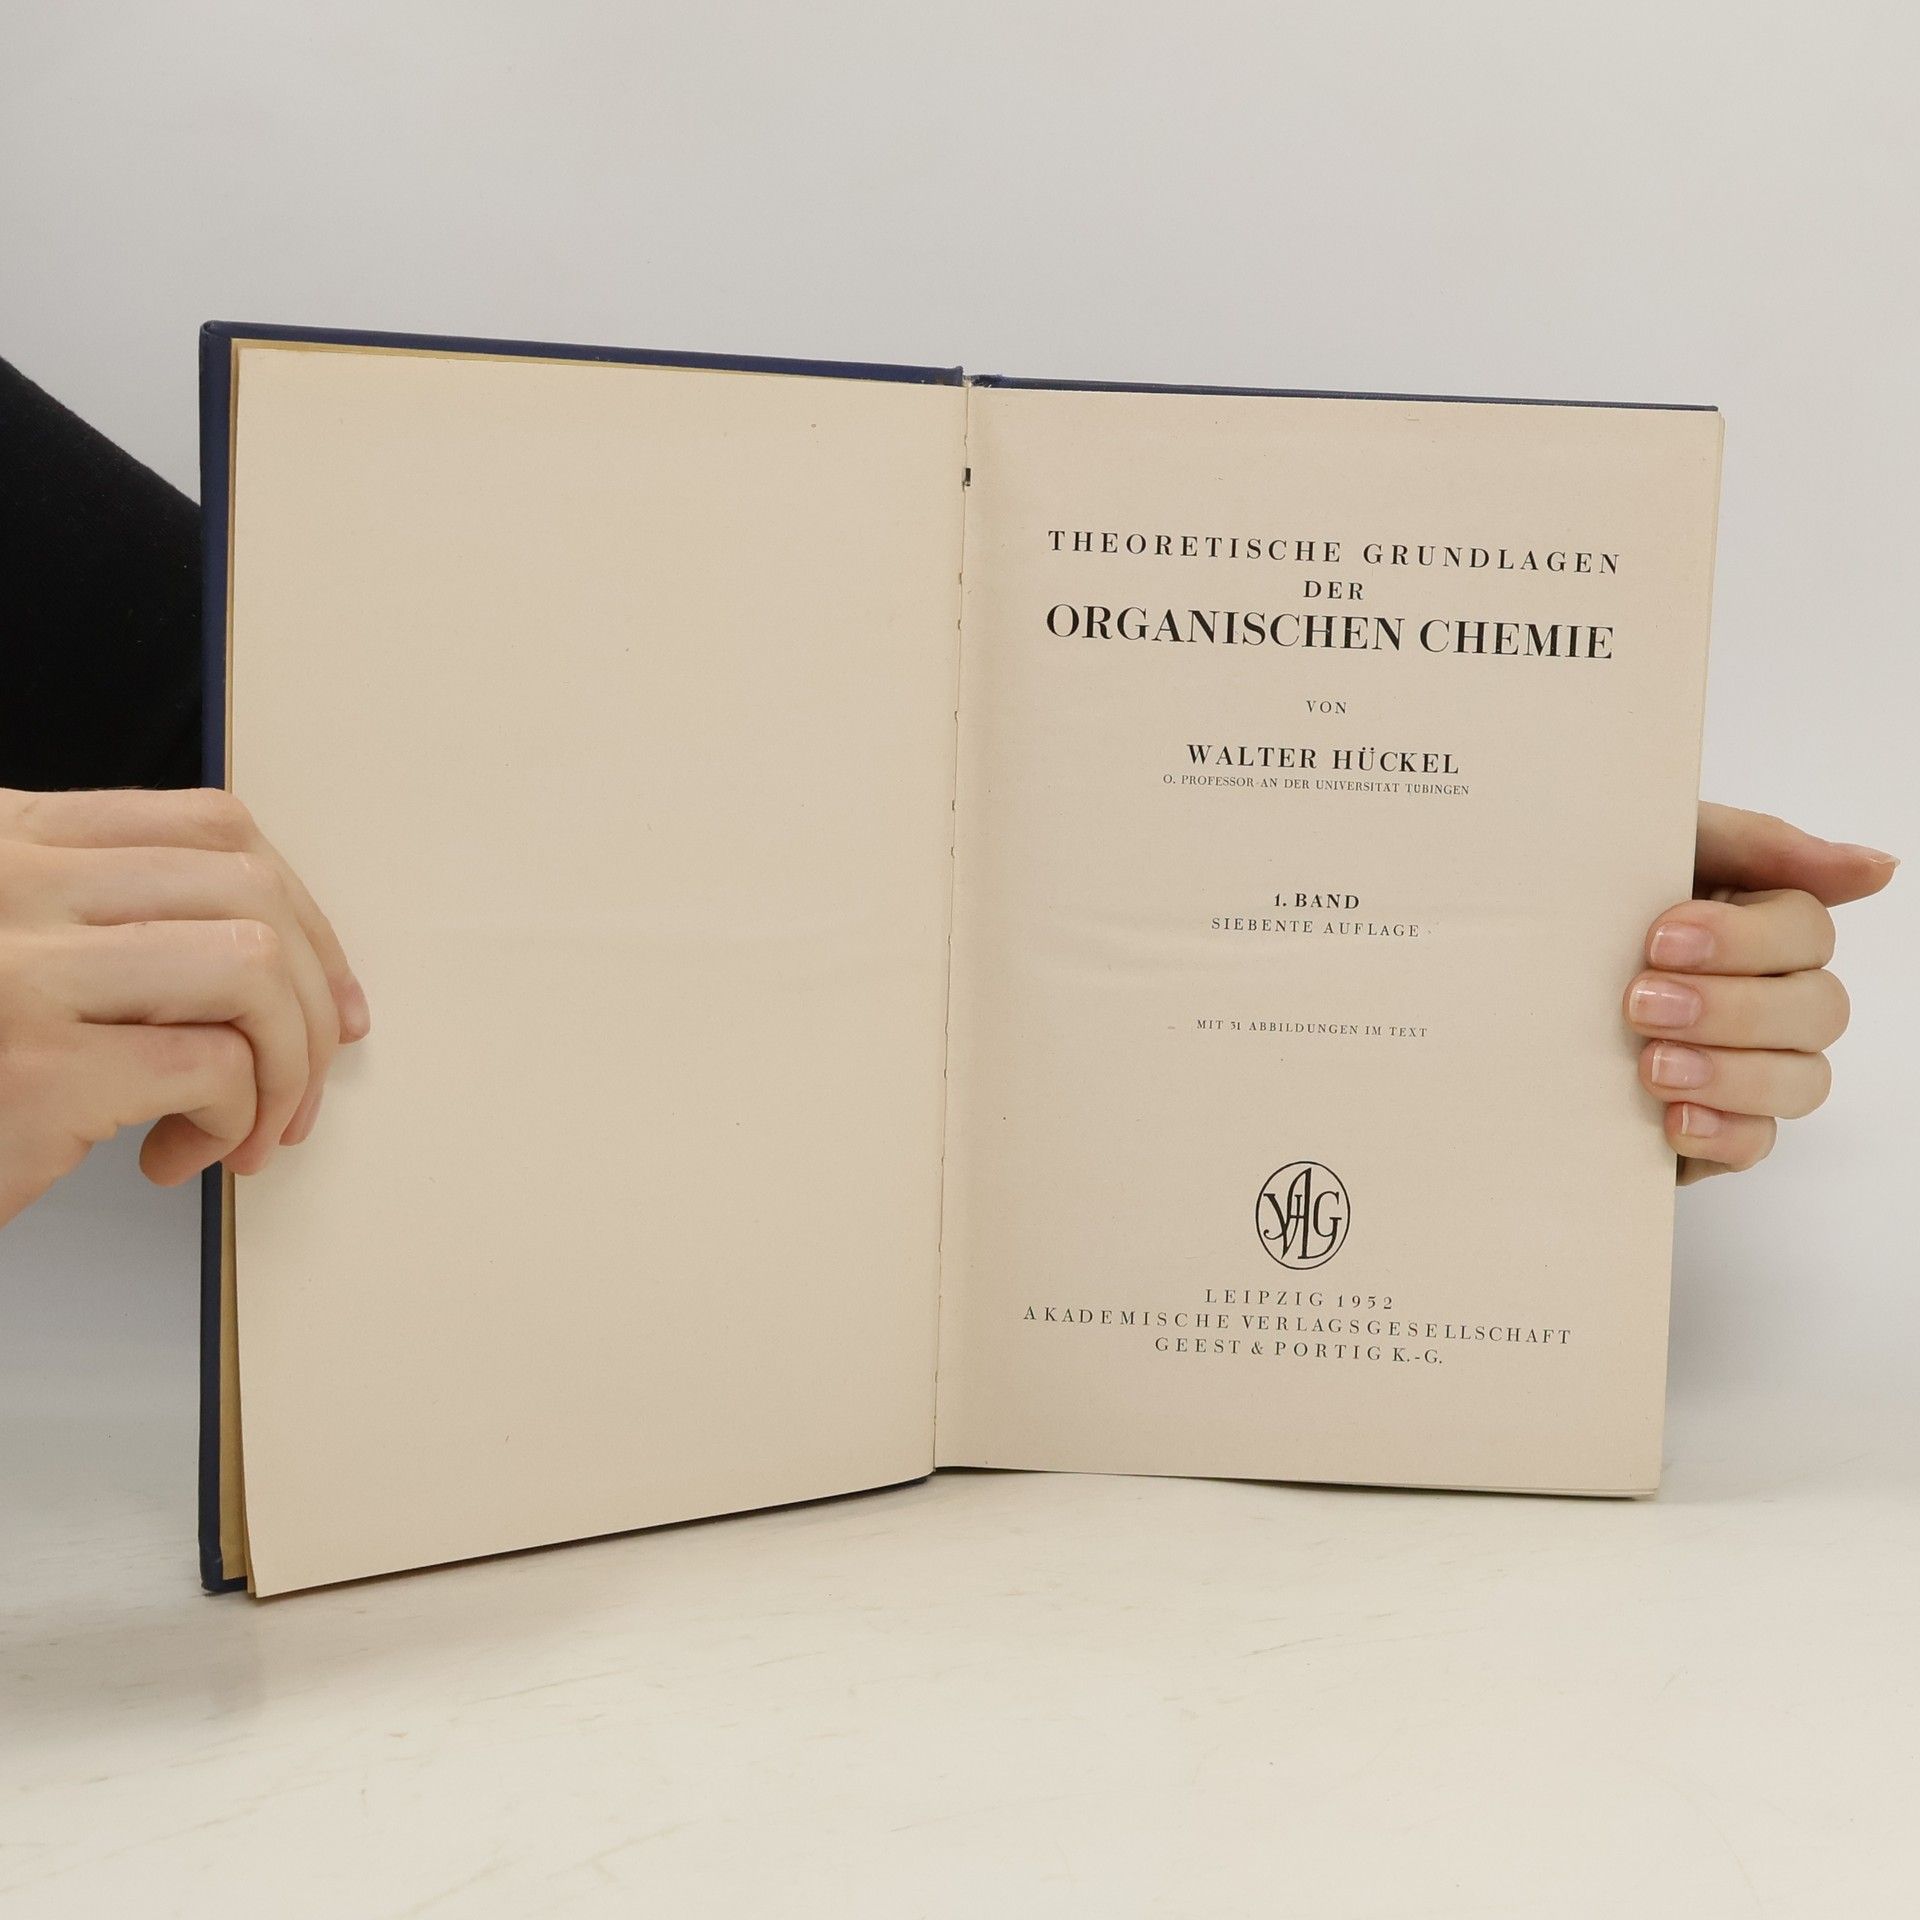 THEORETISCHE GRUNDLAGEN
DER
ORGANISCHEN CHEMIE
VON
WALTER HÜCKEL
O. PROFESSOR AN DER UNIVERSITÄT TÜBINGEN
1. BAND
SIEBENTE AUFLAGE
MIT 31 ABBILDUNGEN IM TEXT
VAG
LEIPZIG 1952
AKADEMISCHE VERLAGSGESELLSCHAFT
GEEST & PORTIG K.-G.